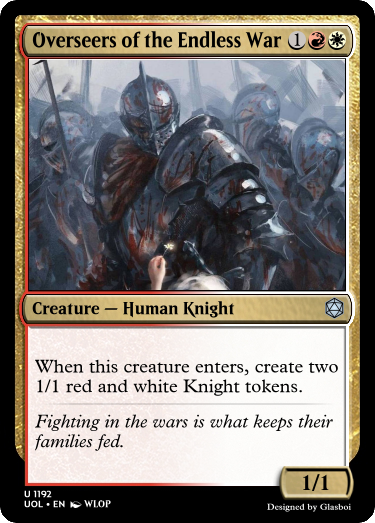 Overseers of the Endless War 1
Creature — Human Knight
When this creature enters, create two
1/1 red and white Knight tokens.
Fighting in the wars is what keeps their
families fed.
1/1
U 1192
UOL • EN WLOP
Designed by Glasboi